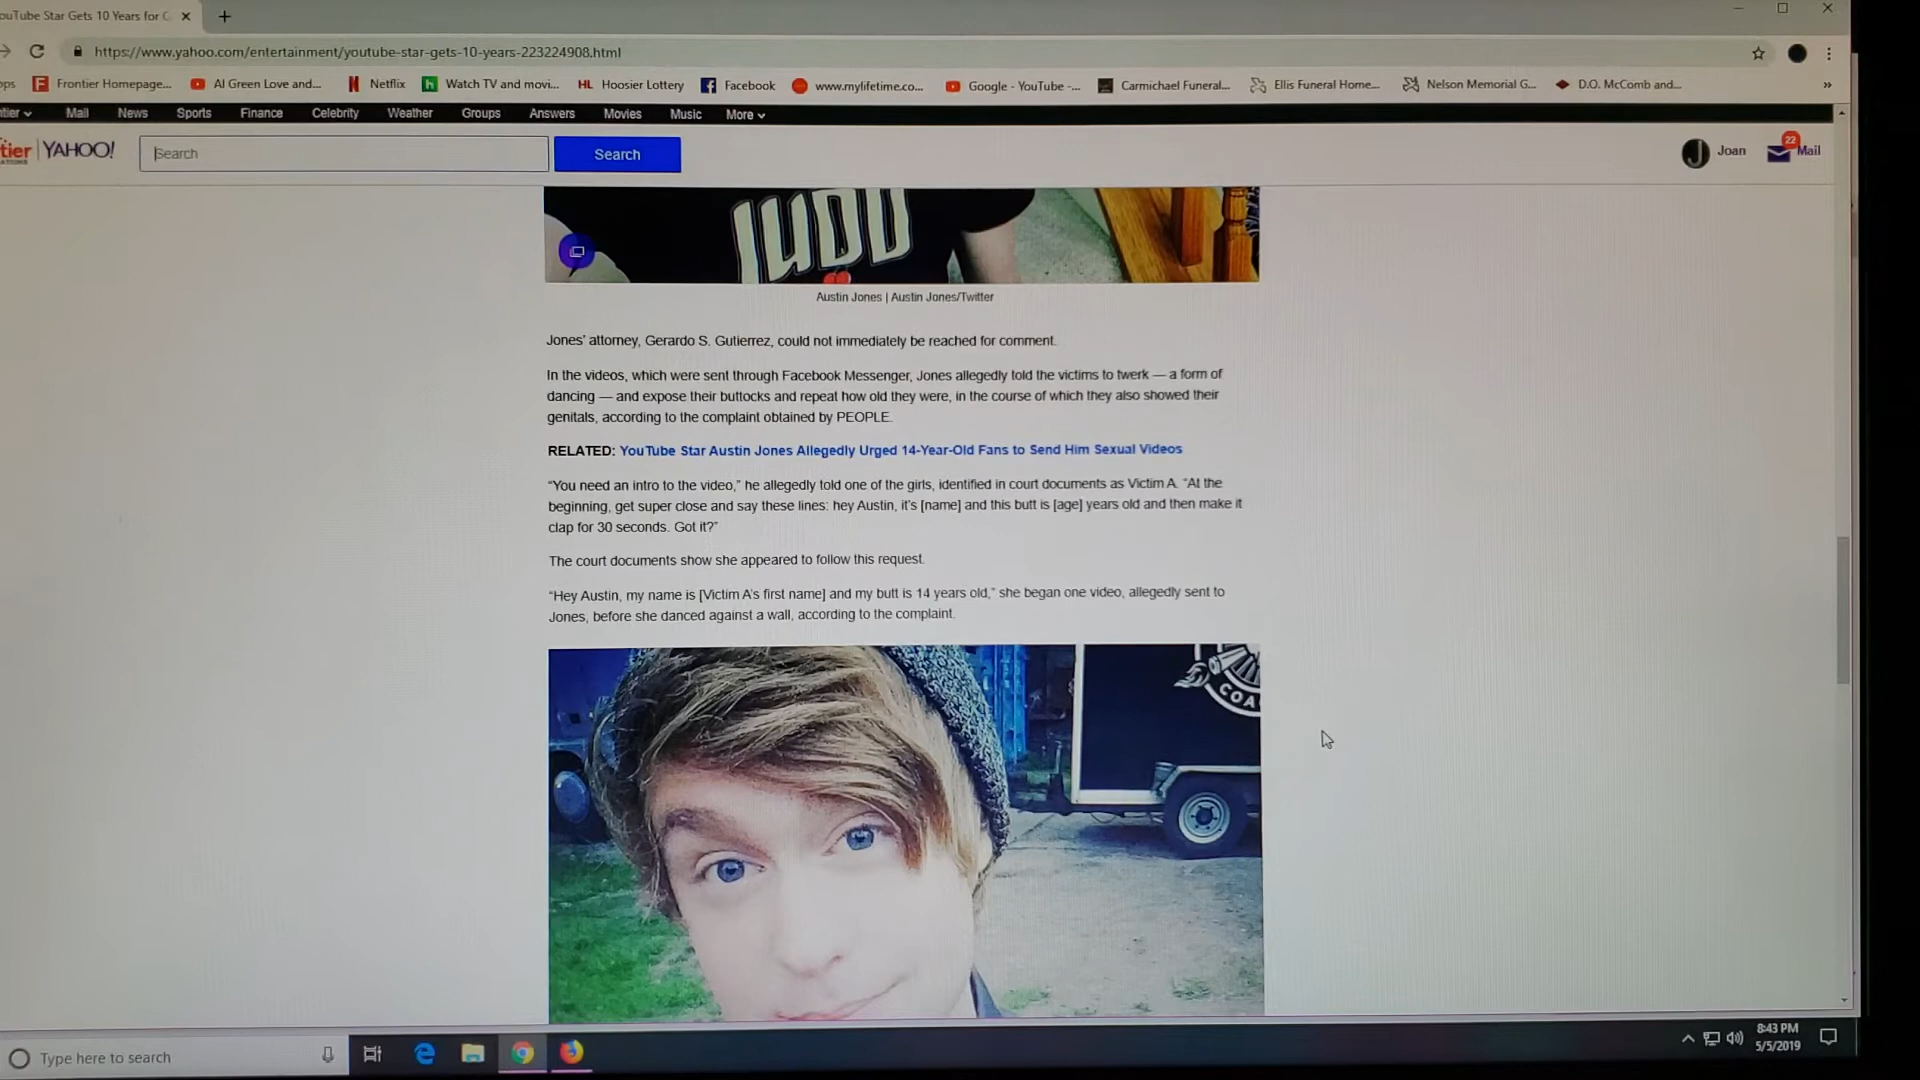 ouTube Star Gets 10 Years for C
https://www.yahoo.com/entertainment/youtube-star-gets-10-years-223224908.html
ops Frontier Homepage... Al Green Love and... Netflix Watch TV and movi... HL Hoosier Lottery Facebook www.mylifetime.co... Google - YouTube -... Carmichael Funeral... Ellis Funeral Home... Nelson Memorial G... D.O. McComb and... »
tier Mail News Sports Finance Celebrity Weather Groups Answers Movies Music More
tier YAHOO! Search Search J Joan 22 Mail
JUDD
Austin Jones | Austin Jones/Twitter
Jones' attorney, Gerardo S. Gutierrez, could not immediately be reached for comment.
In the videos, which were sent through Facebook Messenger, Jones allegedly told the victims to twerk — a form of
dancing — and expose their buttocks and repeat how old they were, in the course of which they also showed their
genitals, according to the complaint obtained by PEOPLE.
RELATED: YouTube Star Austin Jones Allegedly Urged 14-Year-Old Fans to Send Him Sexual Videos
“You need an intro to the video,” he allegedly told one of the girls, identified in court documents as Victim A. “At the
beginning, get super close and say these lines: hey Austin, it's [name] and this butt is [age] years old and then make it
clap for 30 seconds. Got it?”
The court documents show she appeared to follow this request.
“Hey Austin, my name is [Victim A's first name] and my butt is 14 years old,” she began one video, allegedly sent to
Jones, before she danced against a wall, according to the complaint.
COA
Type here to search
8:43 PM
5/5/2019